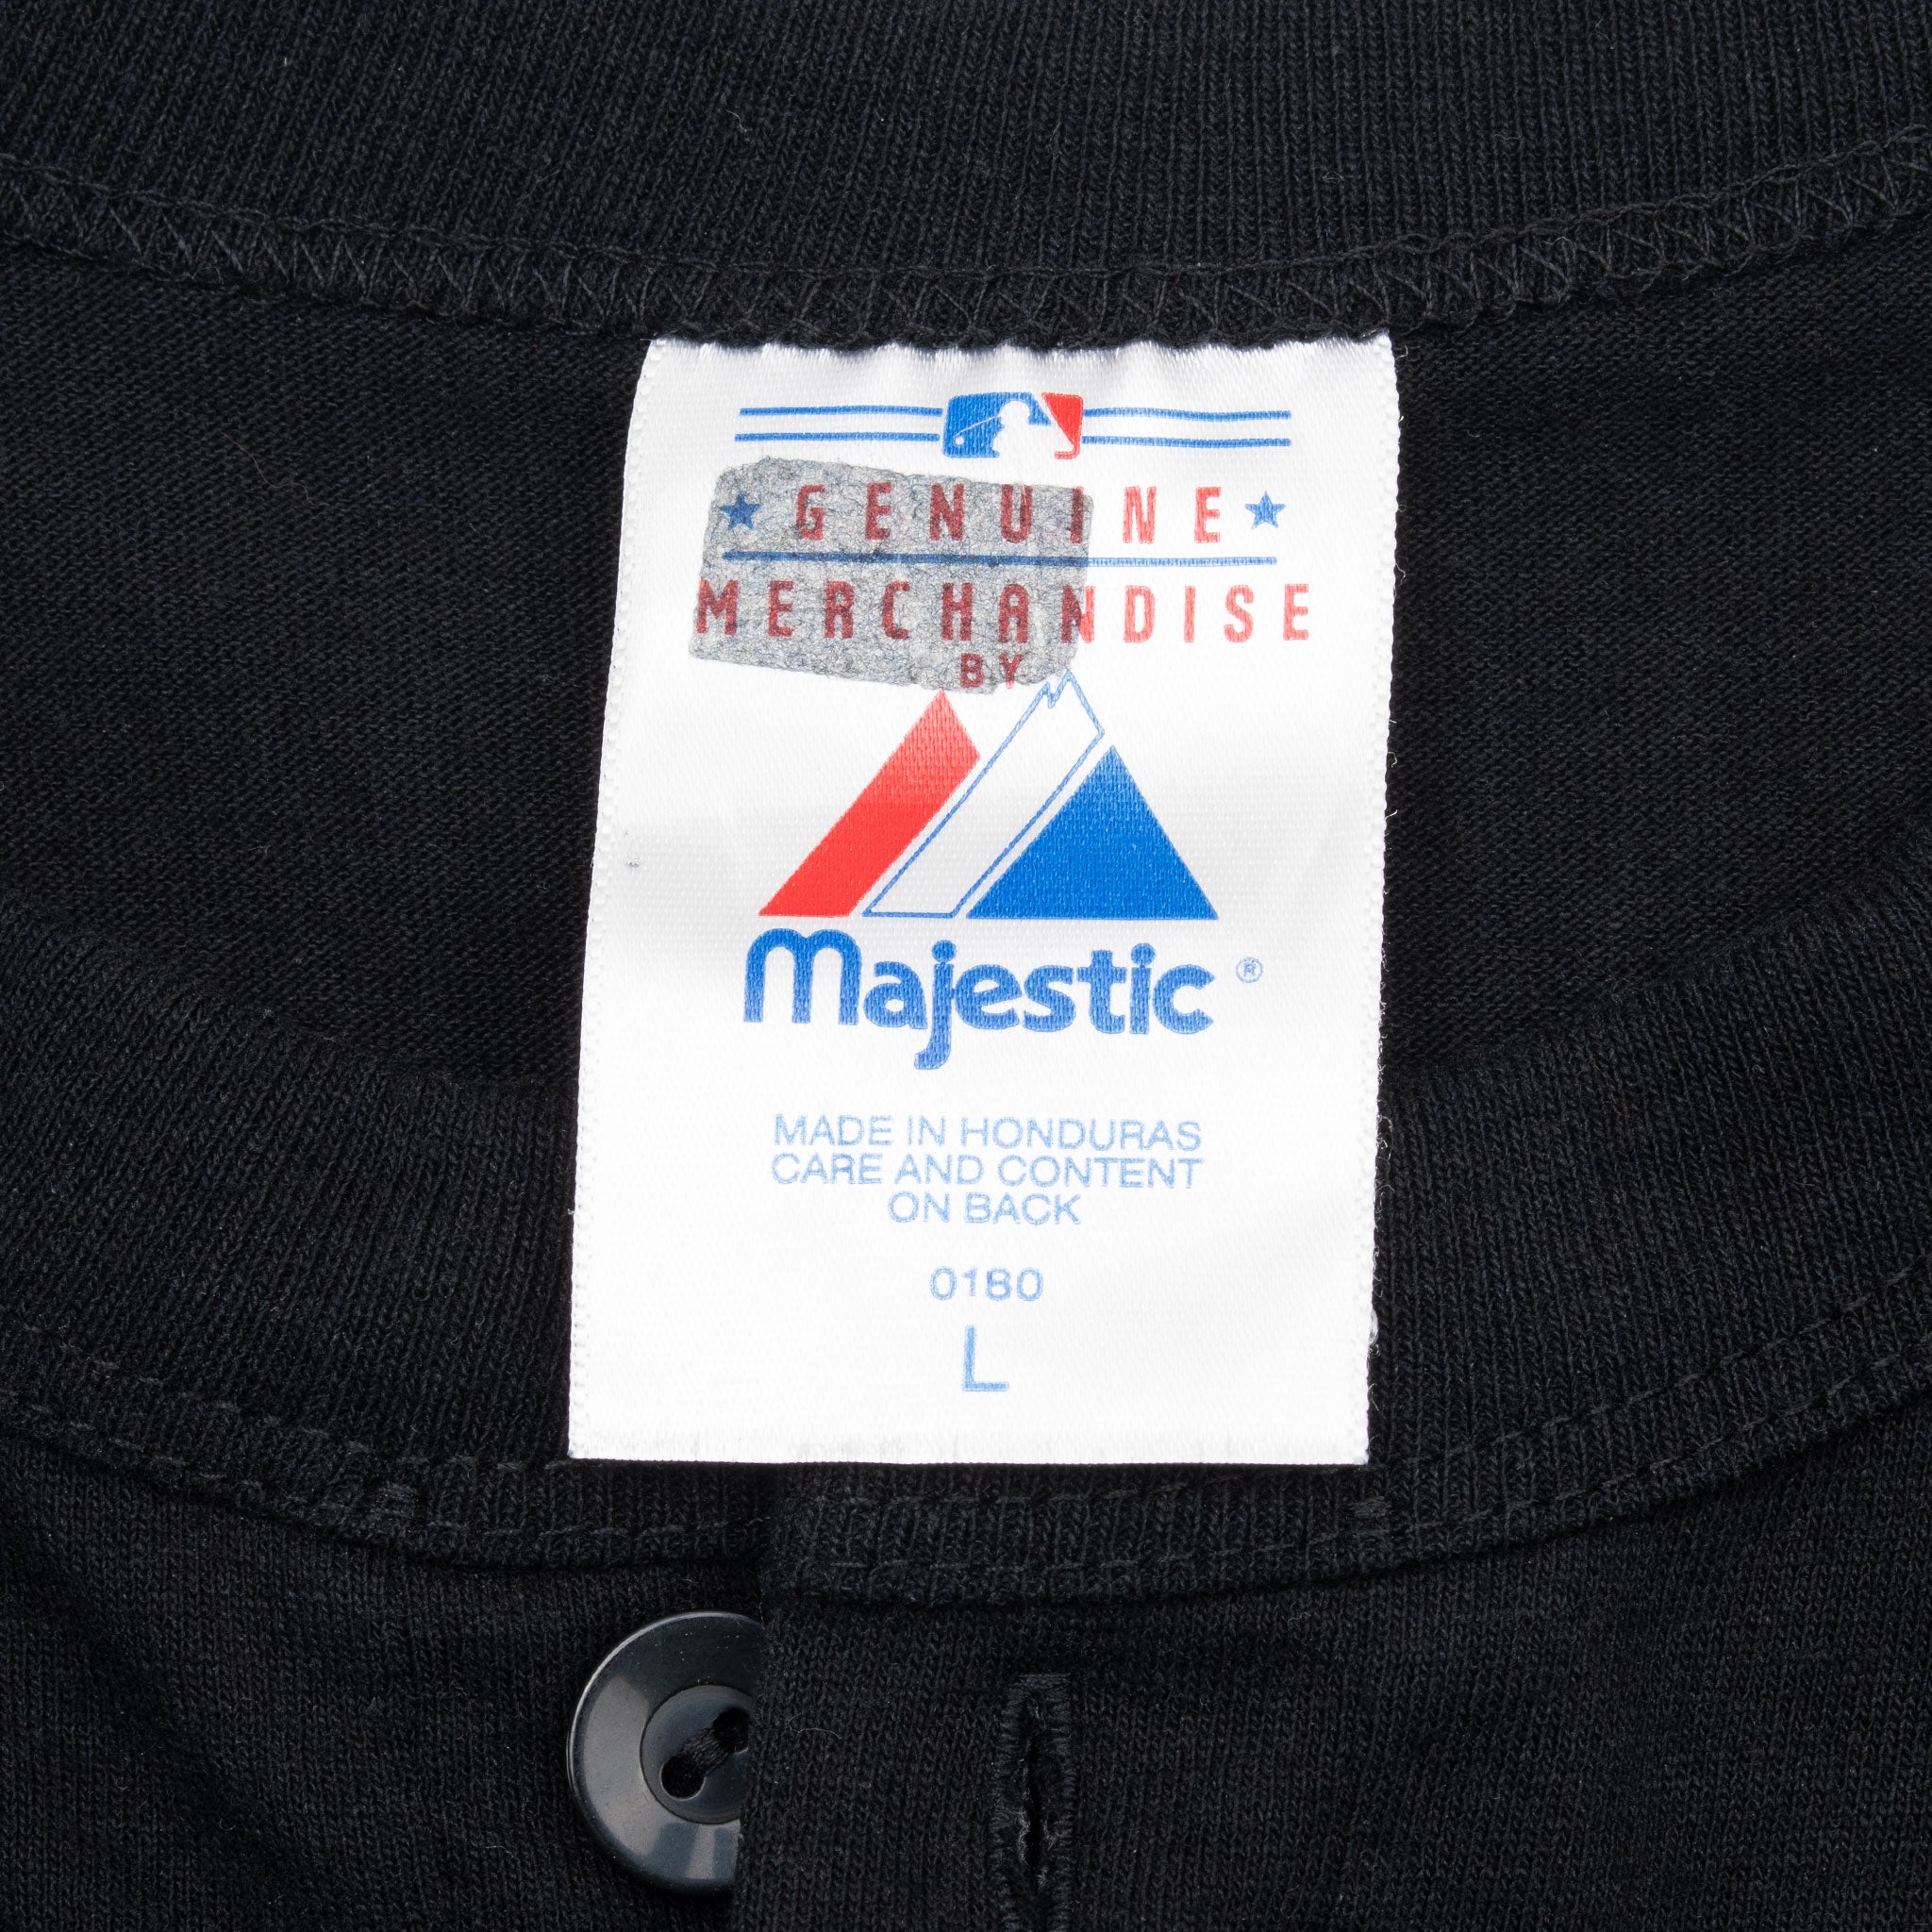 GENUINE
MERCHANDISE
BY
Majestic ®
MADE IN HONDURAS
CARE AND CONTENT
ON BACK
0180
L